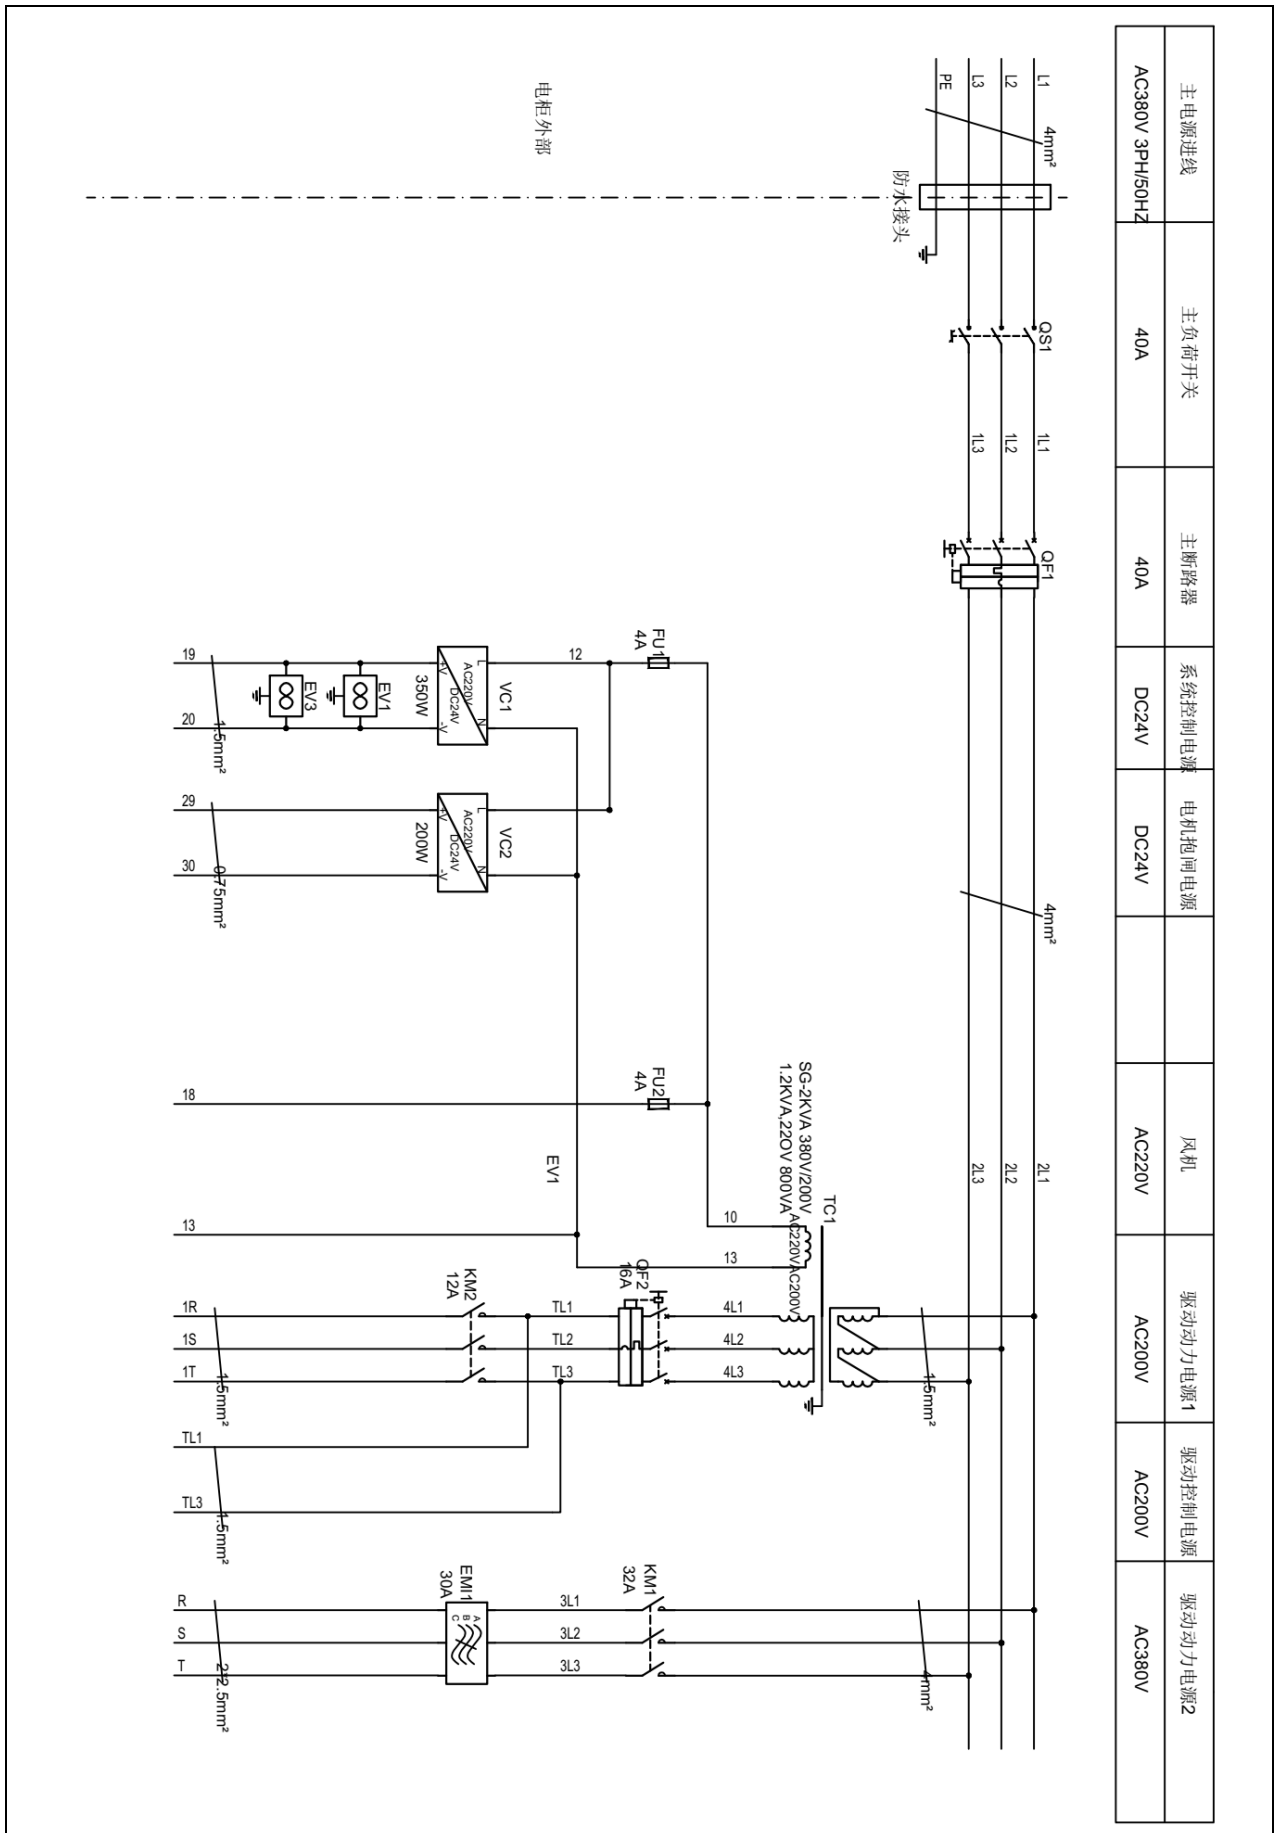 主电源进线
主负荷开关
主断路器
系统控制电源
电机抱闸电源
风机
驱动动力电源1
驱动控制电源
驱动动力电源2
AC380V 3PH/50HZ
40A
40A
DC24V
DC24V
AC220V
AC200V
AC200V
AC380V
L1
L2
L3
PE
4mm²
防水接头
电柜外部
QS1
1L1
1L2
1L3
QF1
4mm²
2L1
2L2
2L3
TC1
SG-2KVA 380V/200V
1.2KVA,22OV 800VA
AC220V
AC200V
1.5mm²
4mm²
10
13
4L1
4L2
4L3
FU1
4A
FU2
4A
QF2
16A
KM1
32A
12
EV1
TL1
TL2
TL3
3L1
3L2
3L3
VC1
L
N
AC220V
DC24V
+V
-V
350W
VC2
L
N
AC220V
DC24V
+V
-V
200W
KM2
12A
EMI1
30A
A
B
C
EV1
EV3
19
20
1.5mm²
29
30
0.75mm²
18
13
1R
1S
1T
1.5mm²
TL1
TL3
1.5mm²
R
S
T
2*2.5mm²